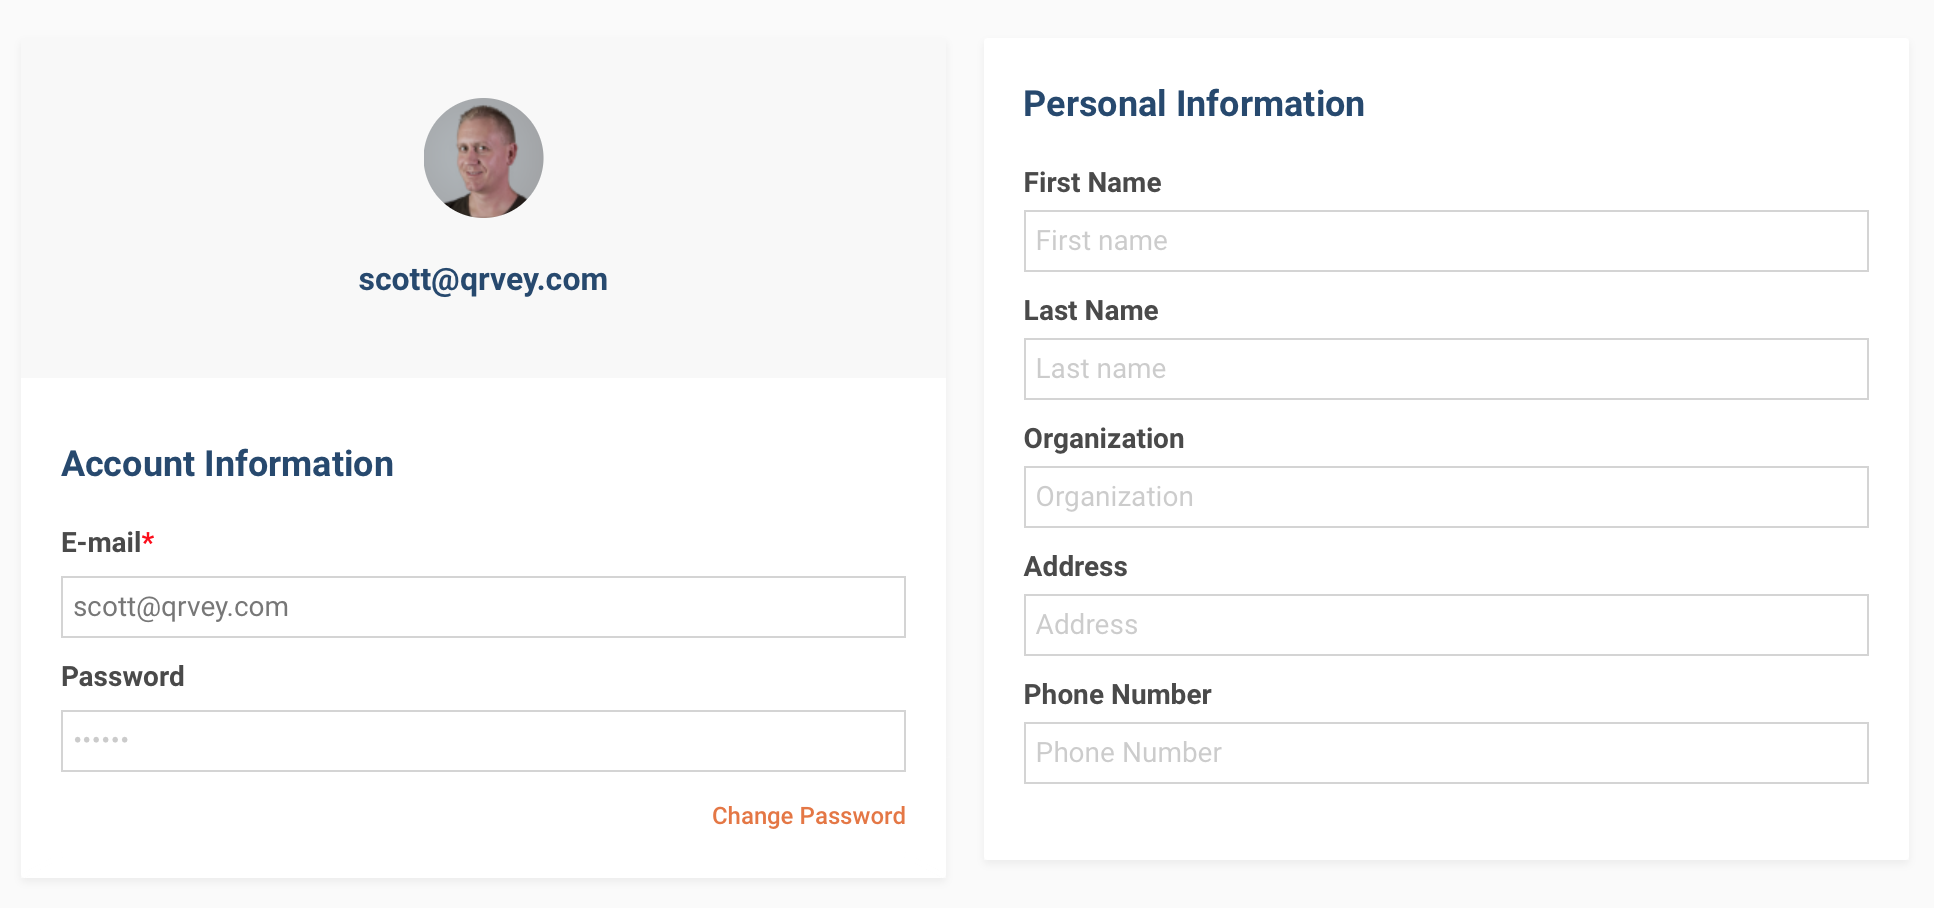 scott@qrvey.com
Account Information
E-mail*
scott@qrvey.com
Password
••••••
Change Password
Personal Information
First Name
First name
Last Name
Last name
Organization
Organization
Address
Address
Phone Number
Phone Number